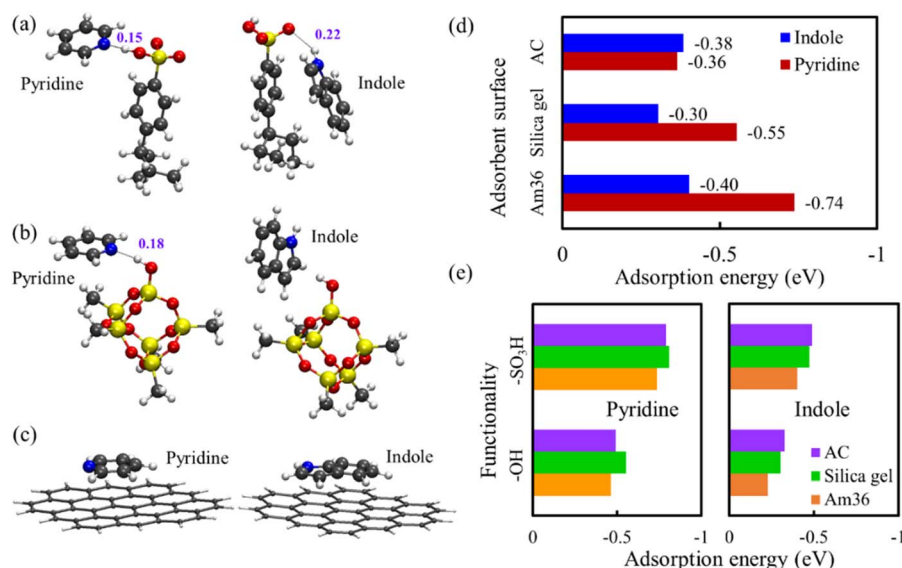 (a)
0.15
Pyridine
0.22
Indole
(b)
0.18
Pyridine
Indole
(c)
Pyridine
Indole
(d)
Adsorbent surface
AC
Silica gel
Am36
Indole
Pyridine
-0.38
-0.36
-0.30
-0.55
-0.40
-0.74
0
-0.5
-1
Adsorption energy (eV)
(e)
Functionality
-SO3H
-OH
Pyridine
Indole
AC
Silica gel
Am36
0
-0.5
-1
0
-0.5
-1
Adsorption energy (eV)